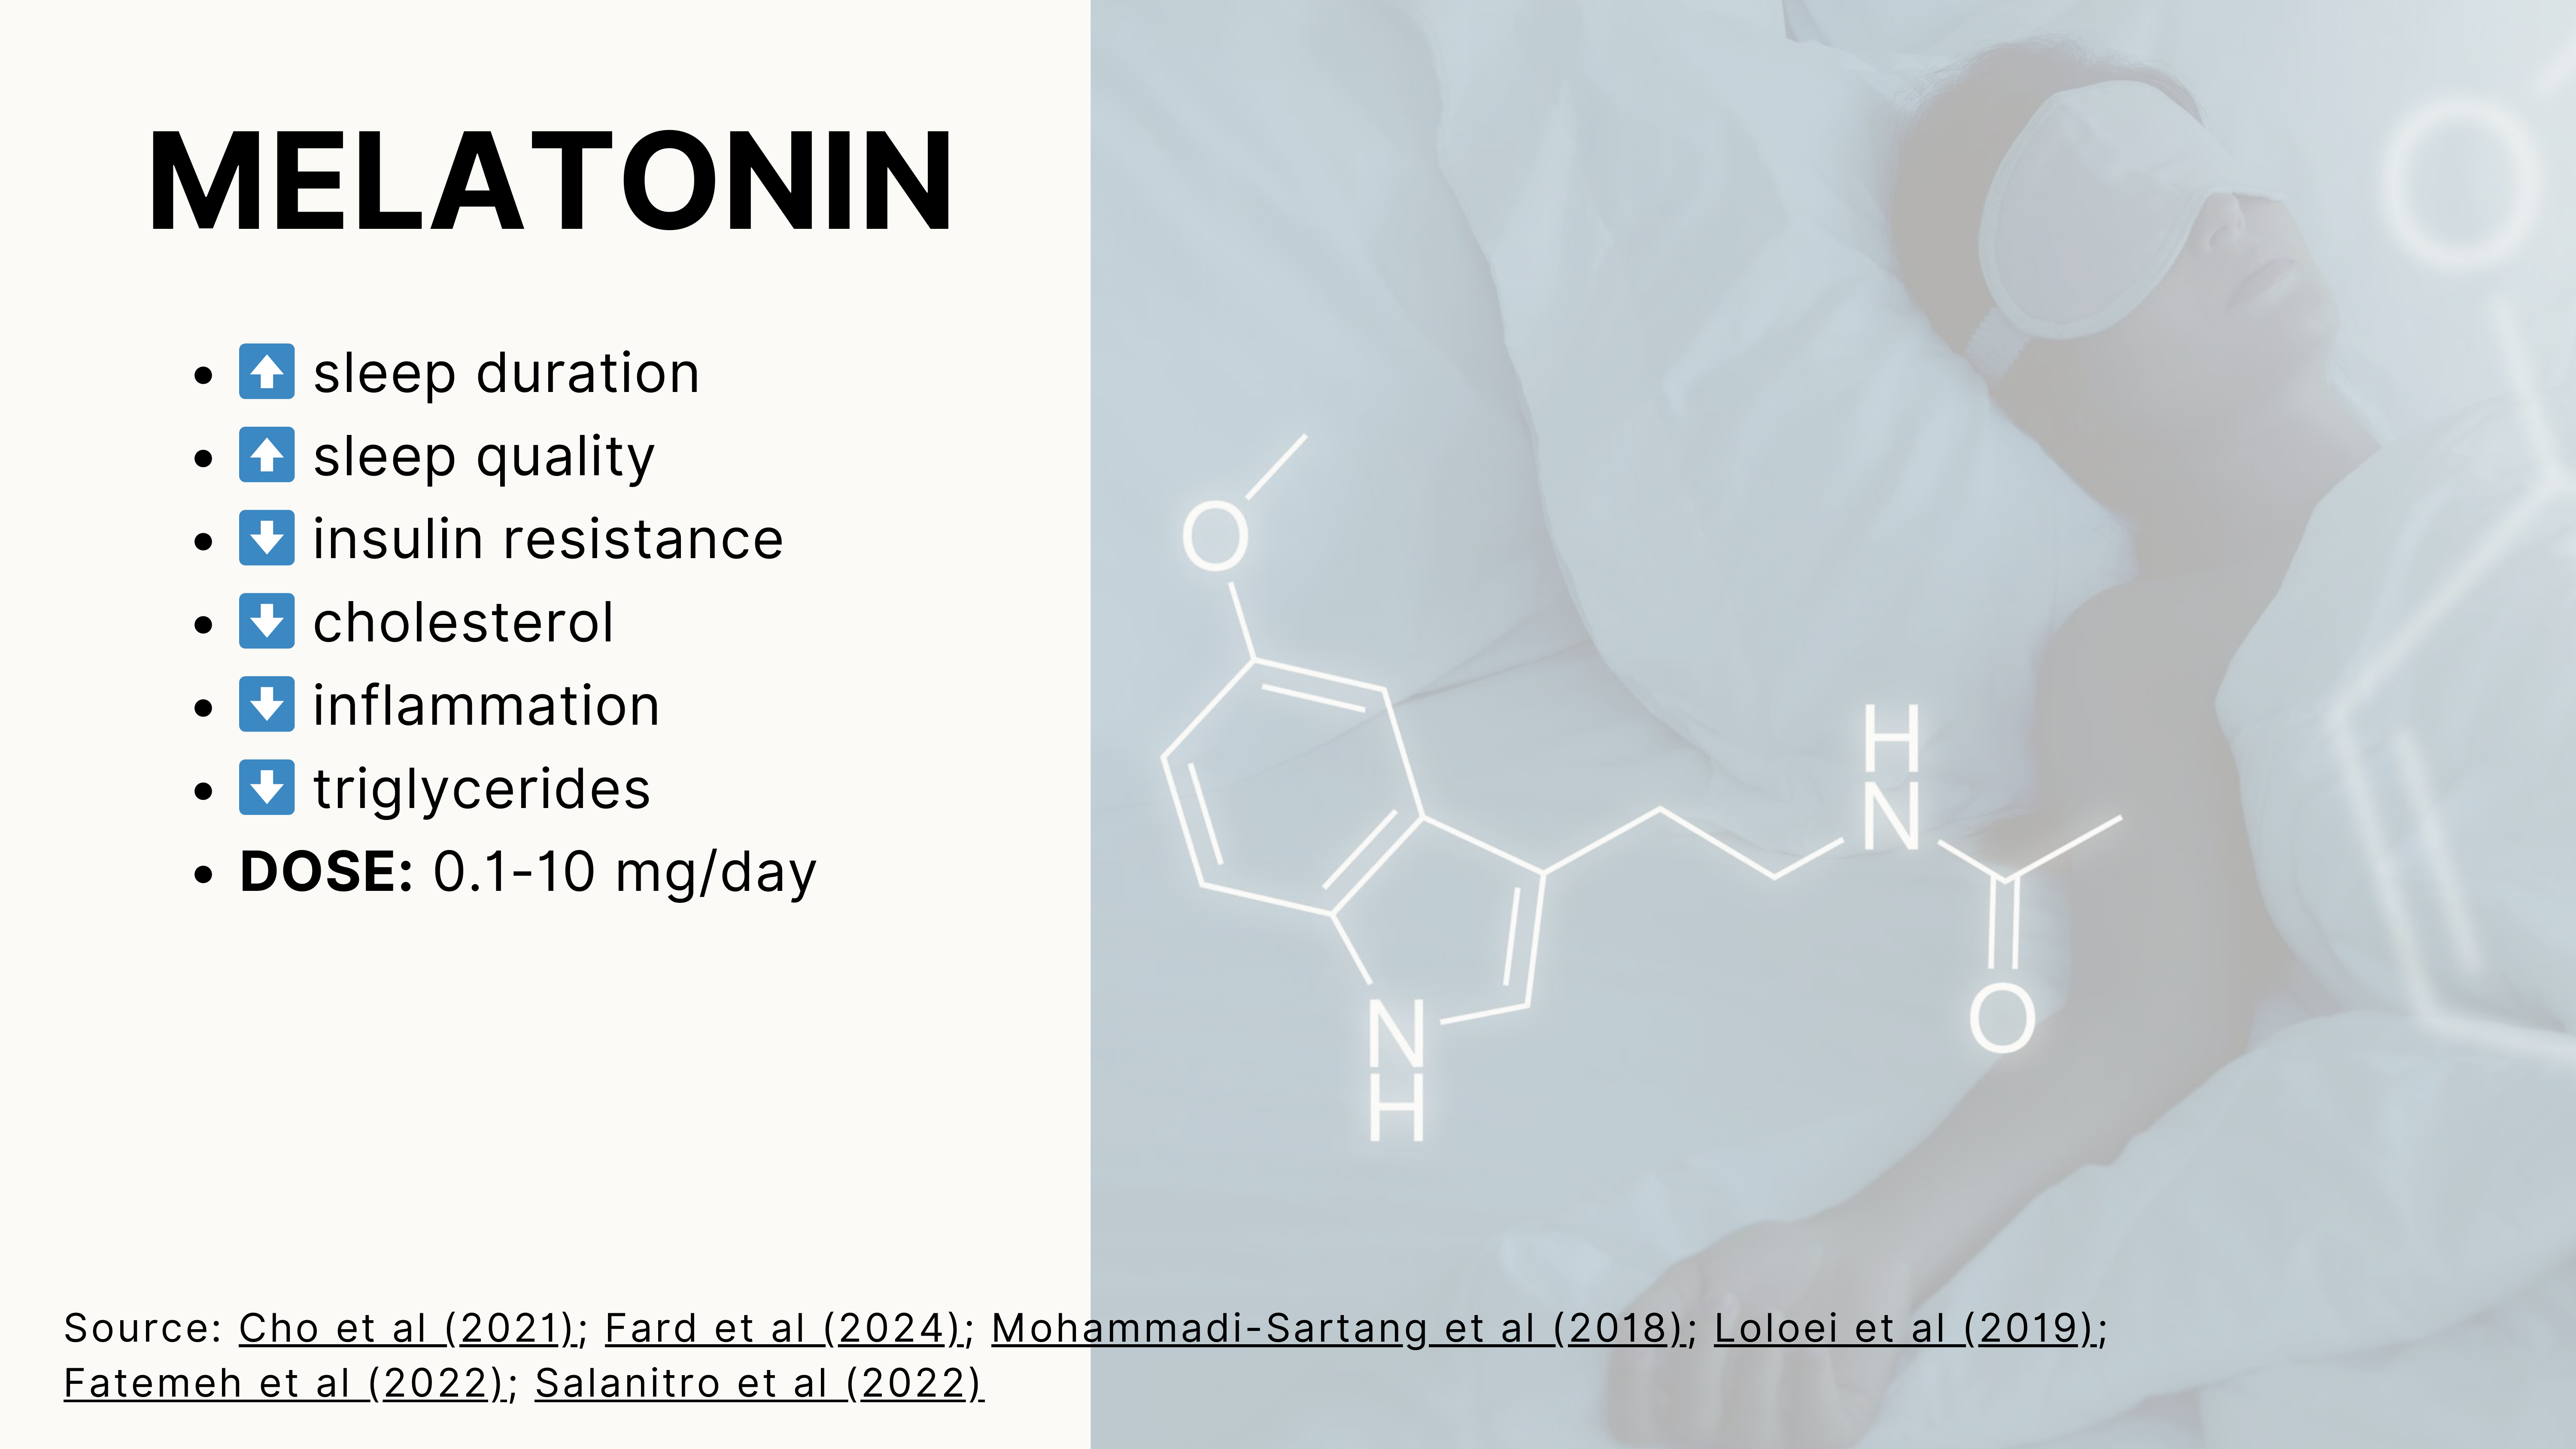 MELATONIN
• ⬆️ sleep duration
• ⬆️ sleep quality
• ⬇️ insulin resistance
• ⬇️ cholesterol
• ⬇️ inflammation
• ⬇️ triglycerides
• DOSE: 0.1-10 mg/day
O
O
H
N
O
N
H
Source: Cho et al (2021); Fard et al (2024); Mohammadi-Sartang et al (2018); Loloei et al (2019);
Fatemeh et al (2022); Salanitro et al (2022)